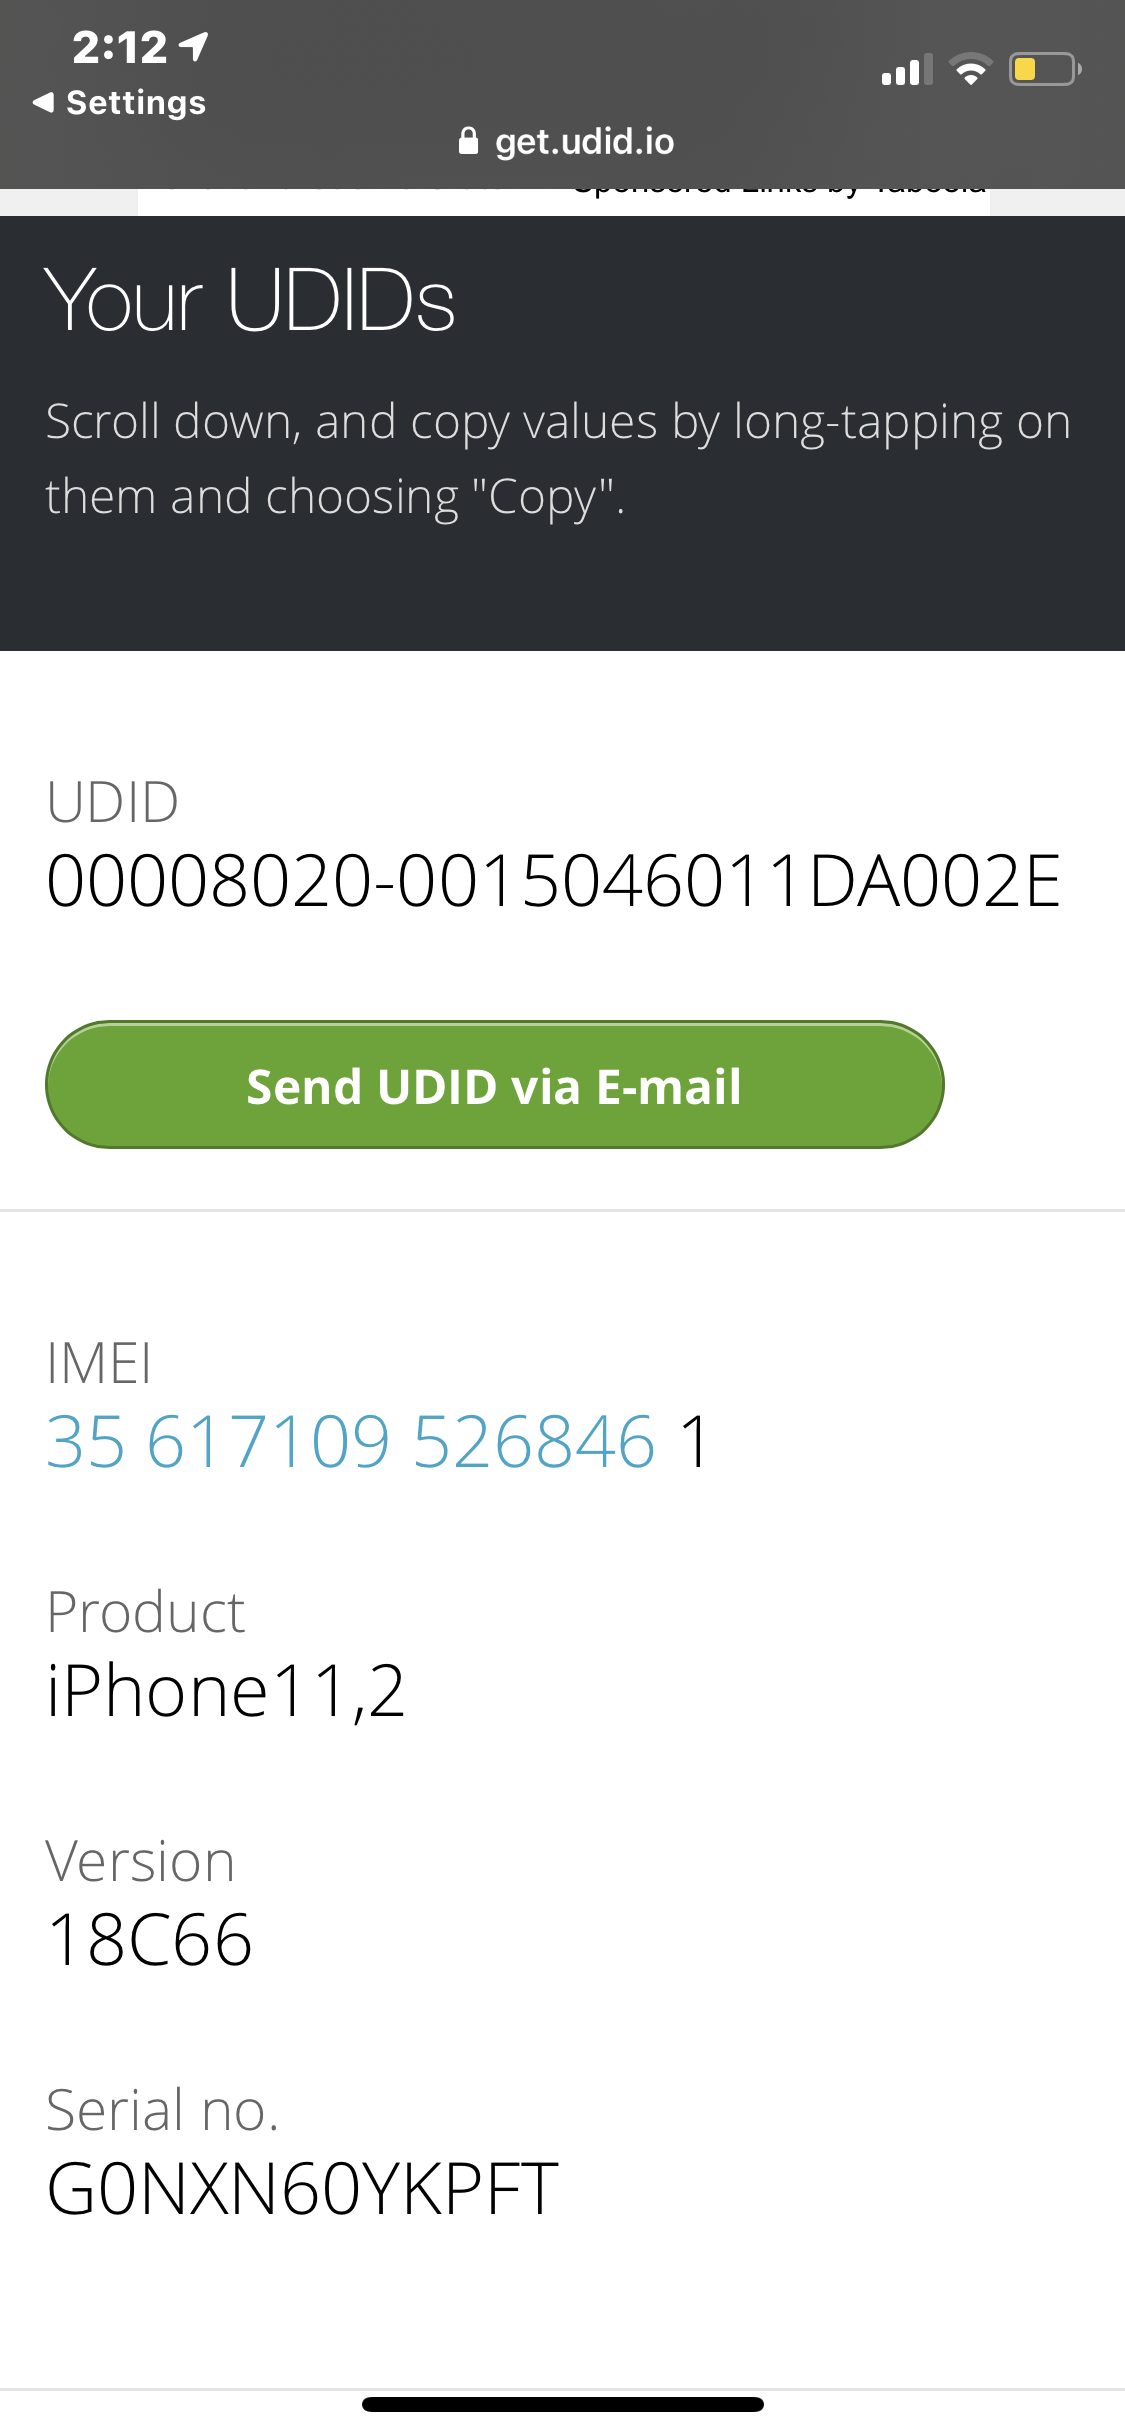 2:12
Settings
get.udid.io
Sponsored Links by Taboola
Your UDIDs
Scroll down, and copy values by long-tapping on
them and choosing "Copy".
UDID
00008020-0015046011DA002E
Send UDID via E-mail
IMEI
35 617109 526846 1
Product
iPhone11,2
Version
18C66
Serial no.
G0NXN60YKPFT